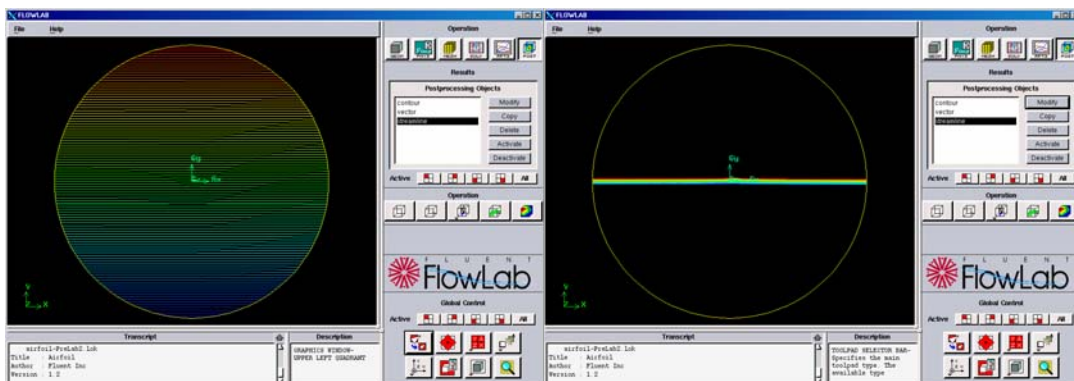 FLOWLAB
File Help
Operation
Results
Postprocessing Objects
contour
vector
streamline
Modify
Copy
Delete
Activate
Deactivate
Active All
Operation
FLUENT
FlowLab
Global Control
Active All
Transcript
airfoil-PreLab2.lok
Title : Airfoil
Author : Fluent Inc
Version : 1.2
Description
GRAPHICS WINDOW-
UPPER LEFT QUADRANT
FLOWLAB
File Help
Operation
Results
Postprocessing Objects
contour
vector
streamline
Modify
Copy
Delete
Activate
Deactivate
Active All
Operation
FLUENT
FlowLab
Global Control
Active All
Transcript
airfoil-PreLab2.lok
Title : Airfoil
Author : Fluent Inc
Version : 1.2
Description
TOOLPAD SELECTOR BAR-
Specifies the main
toolpad type. The
available type